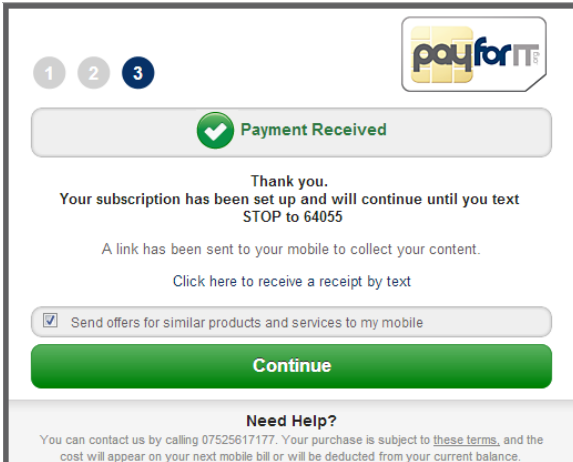 payforIT
1 2 3
Payment Received
Thank you.
Your subscription has been set up and will continue until you text
STOP to 64055
A link has been sent to your mobile to collect your content.
Click here to receive a receipt by text
Send offers for similar products and services to my mobile
Continue
Need Help?
You can contact us by calling 07525617177. Your purchase is subject to these terms, and the
cost will appear on your next mobile bill or will be deducted from your current balance.